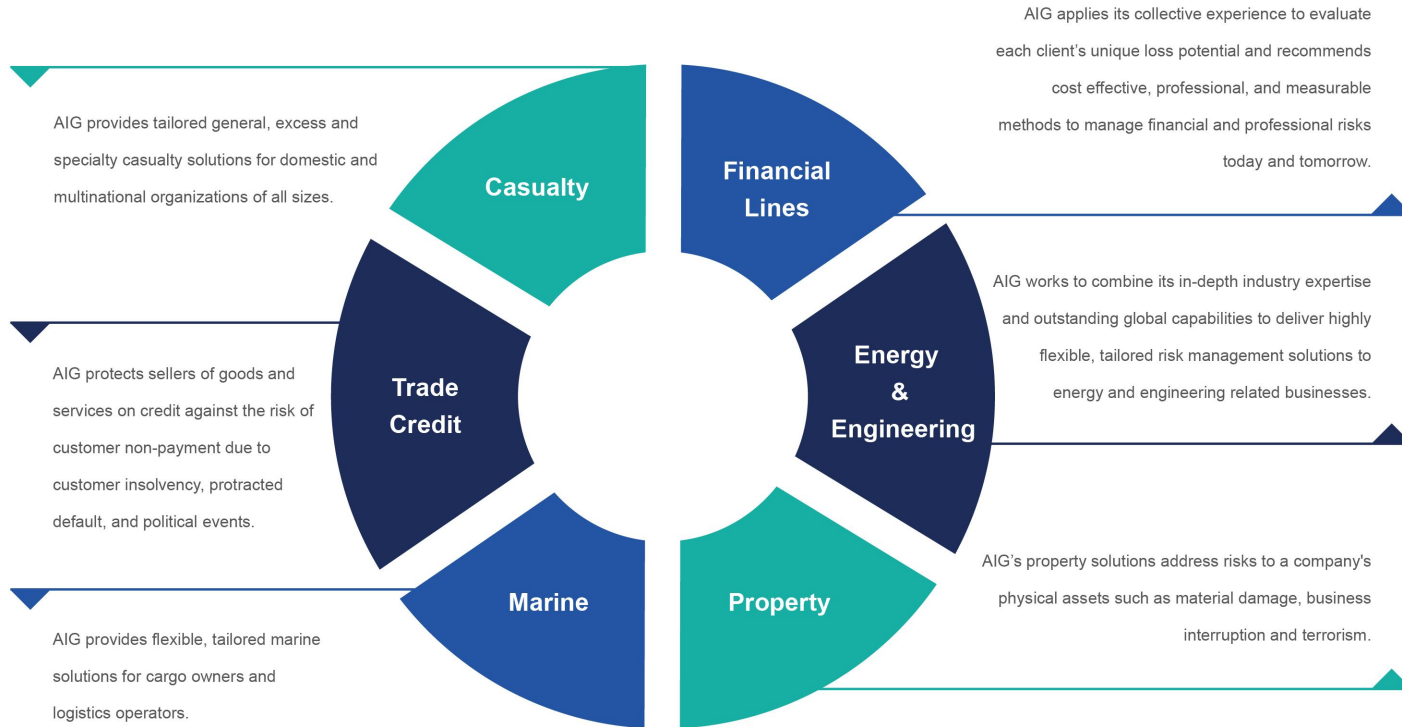 AIG provides tailored general, excess and
specialty casualty solutions for domestic and
multinational organizations of all sizes.
Casualty
Financial
Lines
AIG applies its collective experience to evaluate
each client’s unique loss potential and recommends
cost effective, professional, and measurable
methods to manage financial and professional risks
today and tomorrow.
AIG protects sellers of goods and
services on credit against the risk of
customer non-payment due to
customer insolvency, protracted
default, and political events.
Trade
Credit
Energy
&
Engineering
AIG works to combine its in-depth industry expertise
and outstanding global capabilities to deliver highly
flexible, tailored risk management solutions to
energy and engineering related businesses.
AIG provides flexible, tailored marine
solutions for cargo owners and
logistics operators.
Marine
Property
AIG’s property solutions address risks to a company's
physical assets such as material damage, business
interruption and terrorism.